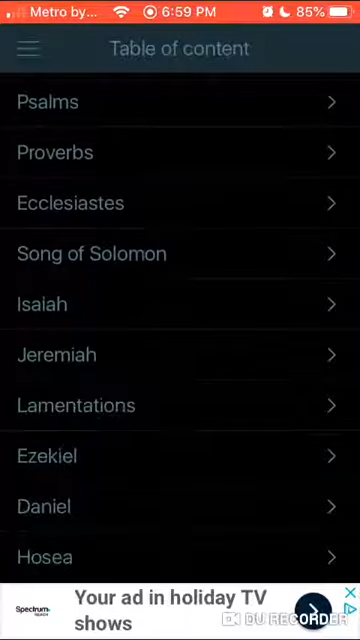 Metro by... 6:59 PM 85%
Table of content
Psalms
Proverbs
Ecclesiastes
Song of Solomon
Isaiah
Jeremiah
Lamentations
Ezekiel
Daniel
Hosea
Spectrum
REACH
Your ad in holiday TV
shows
DU RECORDER